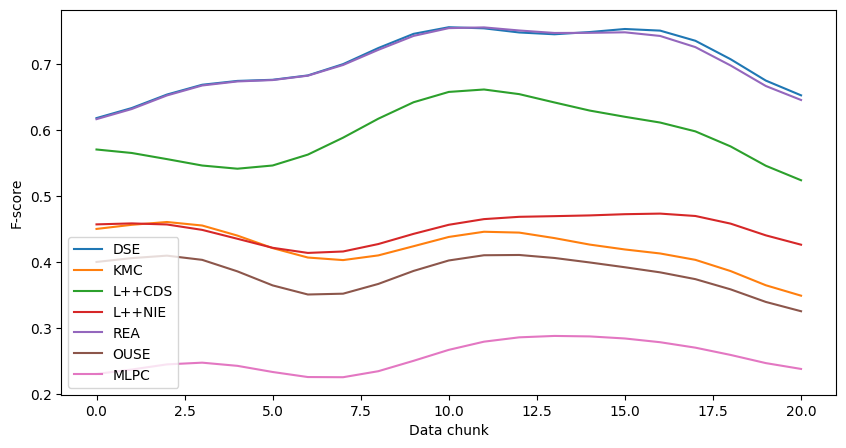 0.7
0.6
0.5
0.4
0.3
0.2
F-score
DSE
KMC
L++CDS
L++NIE
REA
OUSE
MLPC
0.0 2.5 5.0 7.5 10.0 12.5 15.0 17.5 20.0
Data chunk